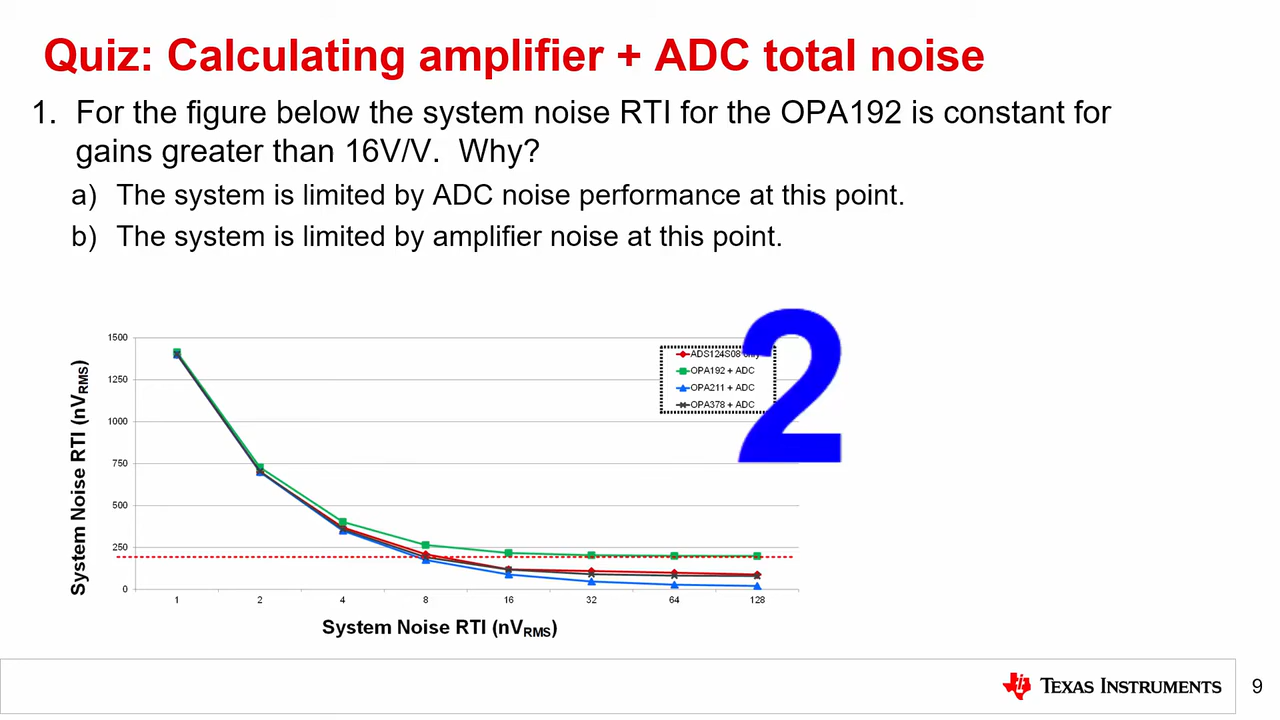 Quiz: Calculating amplifier + ADC total noise
1. For the figure below the system noise RTI for the OPA192 is constant for
gains greater than 16V/V. Why?
a) The system is limited by ADC noise performance at this point.
b) The system is limited by amplifier noise at this point.
2
System Noise RTI (nVRMS)
1500
1250
1000
750
500
250
0
ADS124S08
OPA192 + ADC
OPA211 + ADC
OPA378 + ADC
1 2 4 8 16 32 64 128
System Noise RTI (nVRMS)
TEXAS INSTRUMENTS
9